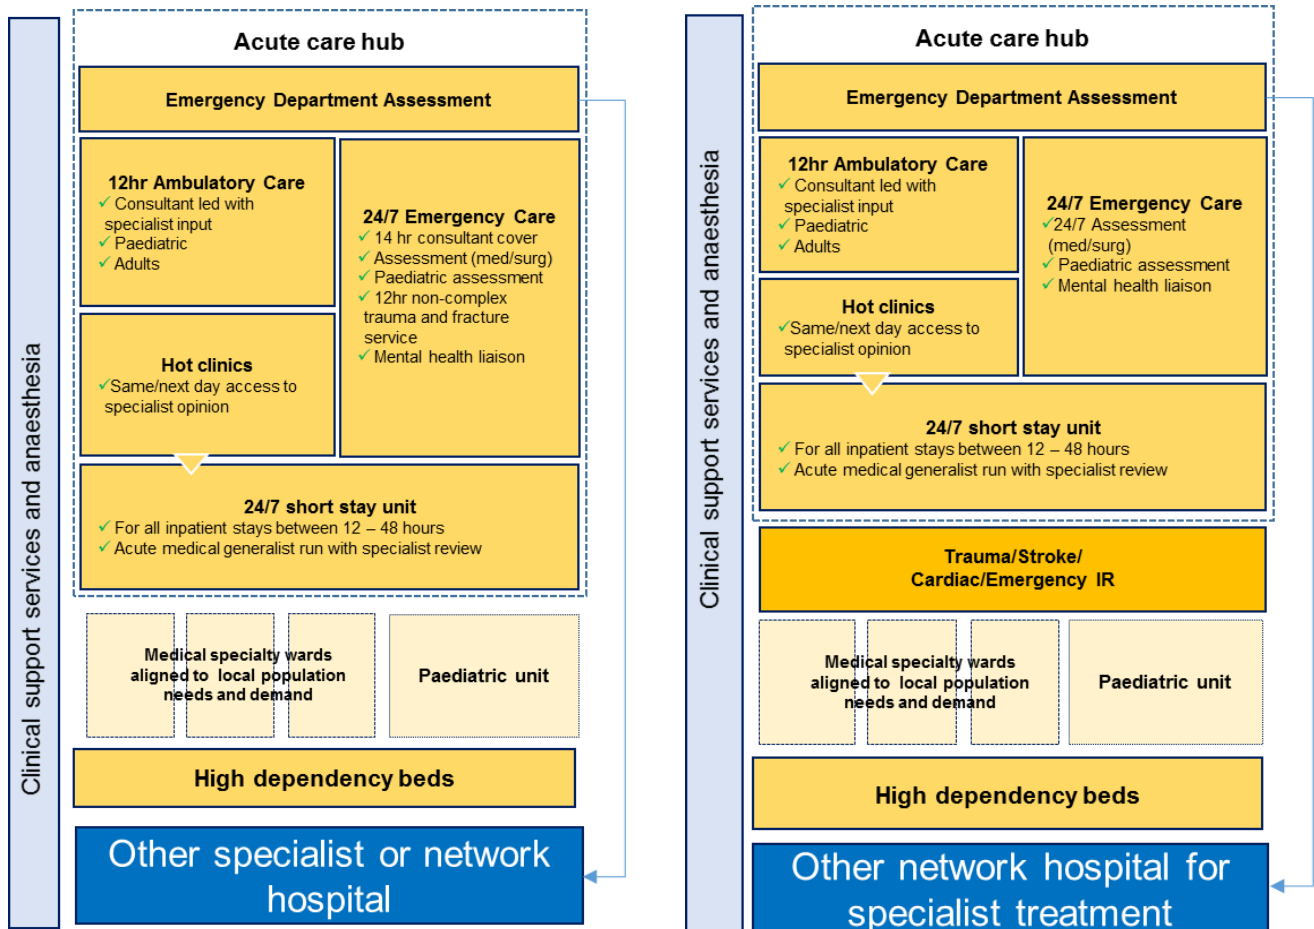 Clinical support services and anaesthesia
Acute care hub
Emergency Department Assessment
12hr Ambulatory Care
✓ Consultant led with
specialist input
✓ Paediatric
✓ Adults
24/7 Emergency Care
✓ 14 hr consultant cover
✓ Assessment (med/surg)
✓ Paediatric assessment
✓ 12hr non-complex
trauma and fracture
service
✓ Mental health liaison
Hot clinics
✓ Same/next day access to
specialist opinion
24/7 short stay unit
✓ For all inpatient stays between 12 – 48 hours
✓ Acute medical generalist run with specialist review
Medical specialty wards
aligned to local population
needs and demand
Paediatric unit
High dependency beds
Other specialist or network
hospital
Clinical support services and anaesthesia
Acute care hub
Emergency Department Assessment
12hr Ambulatory Care
✓ Consultant led with
specialist input
✓ Paediatric
✓ Adults
24/7 Emergency Care
✓ 24/7 Assessment
(med/surg)
✓ Paediatric assessment
✓ Mental health liaison
Hot clinics
✓ Same/next day access to
specialist opinion
24/7 short stay unit
✓ For all inpatient stays between 12 – 48 hours
✓ Acute medical generalist run with specialist review
Trauma/Stroke/
Cardiac/Emergency IR
Medical specialty wards
aligned to local population
needs and demand
Paediatric unit
High dependency beds
Other network hospital for
specialist treatment